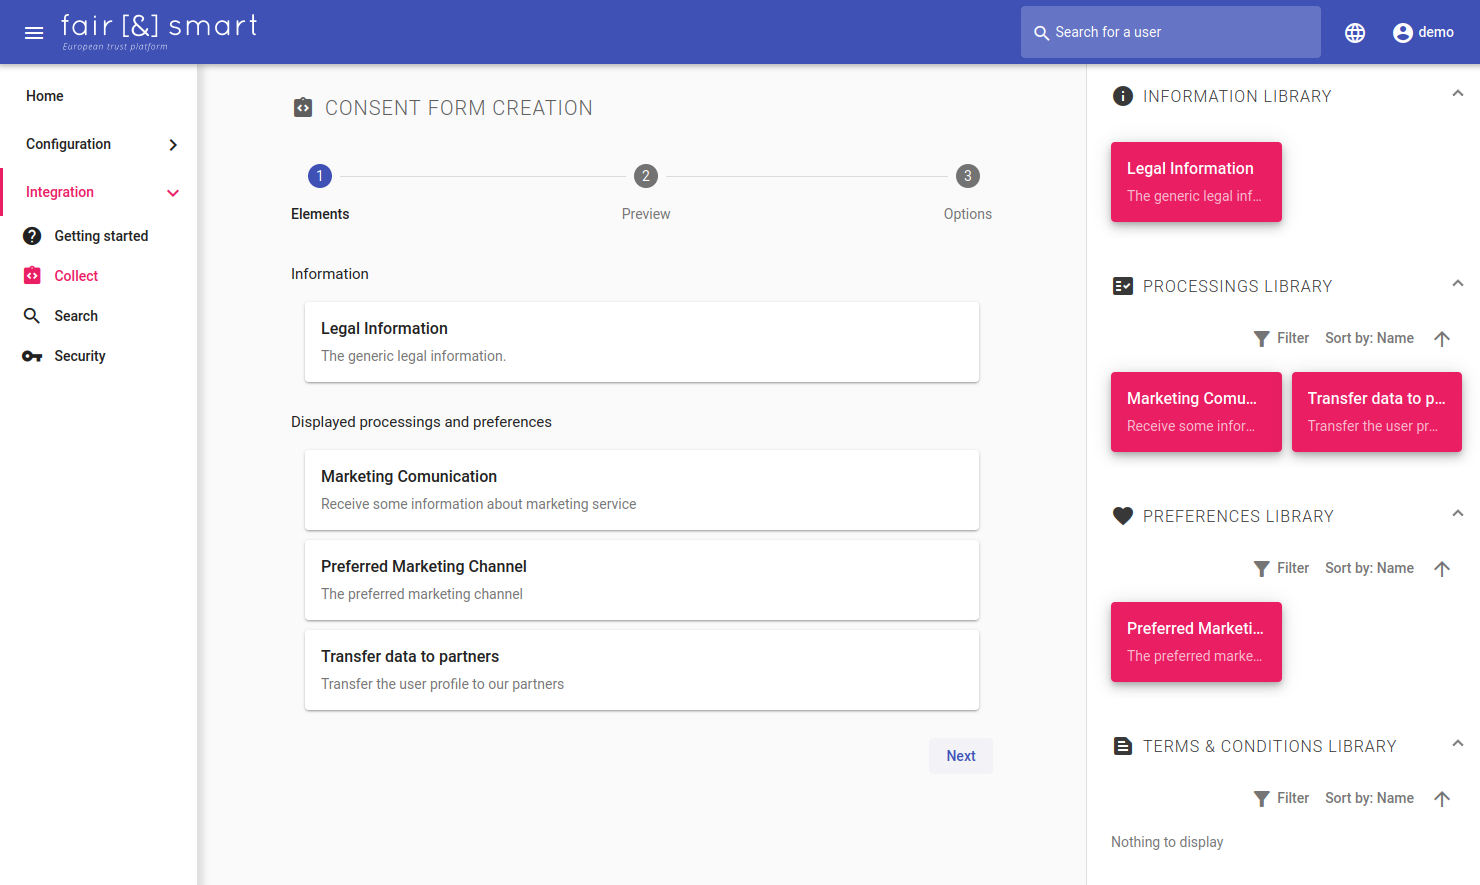 fair [&] smart
European trust platform
Search for a user
demo
Home
Configuration
Integration
Getting started
Collect
Search
Security
CONSENT FORM CREATION
1
2
3
Elements
Preview
Options
Information
Legal Information
The generic legal information.
Displayed processings and preferences
Marketing Comunication
Receive some information about marketing service
Preferred Marketing Channel
The preferred marketing channel
Transfer data to partners
Transfer the user profile to our partners
Next
INFORMATION LIBRARY
Legal Information
The generic legal inf...
PROCESSINGS LIBRARY
Filter Sort by: Name
Marketing Comu...
Receive some infor...
Transfer data to p...
Transfer the user pr...
PREFERENCES LIBRARY
Filter Sort by: Name
Preferred Marketi...
The preferred marke...
TERMS & CONDITIONS LIBRARY
Filter Sort by: Name
Nothing to display